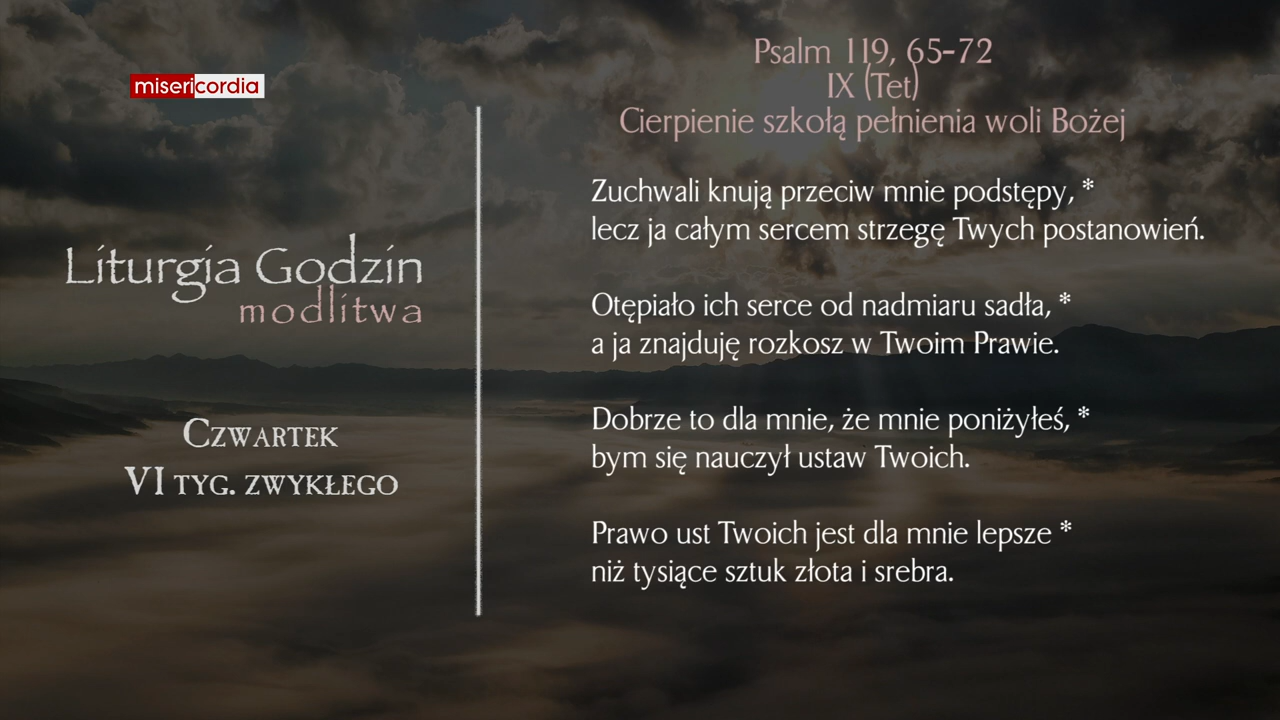 misericordia
Liturgia Godzin
modlitwa
Czwartek
VI tyg. zwykłego
Psalm 119, 65-72
IX (Tet)
Cierpienie szkołą pełnienia woli Bożej
Zuchwali knują przeciw mnie podstępy, *
lecz ja całym sercem strzegę Twych postanowień.
Otępiało ich serce od nadmiaru sadła, *
a ja znajduję rozkosz w Twoim Prawie.
Dobrze to dla mnie, że mnie poniżyłeś, *
bym się nauczył ustaw Twoich.
Prawo ust Twoich jest dla mnie lepsze *
niż tysiące sztuk złota i srebra.